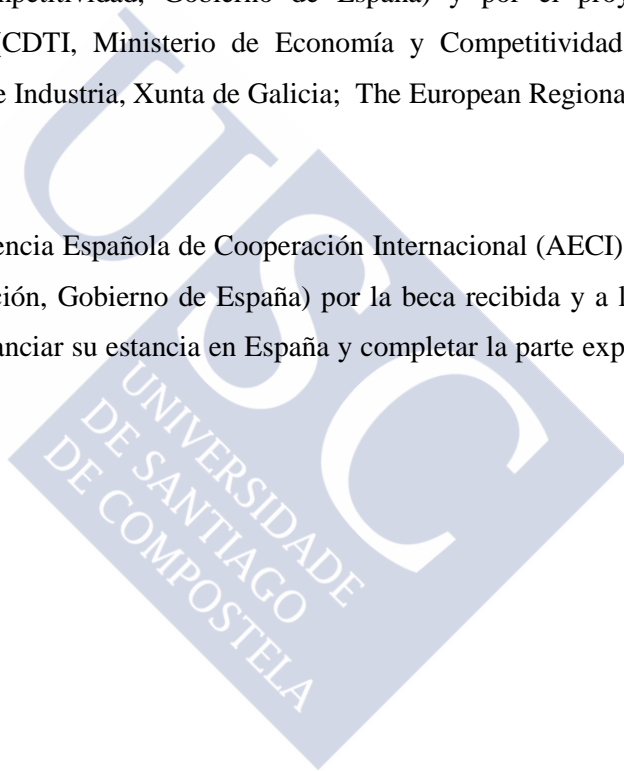 mpetitividad, Gobierno de España) y por el proy
(CDTI, Ministerio de Economía y Competitividad
e Industria, Xunta de Galicia; The European Regiona
encia Española de Cooperación Internacional (AECI)
ción, Gobierno de España) por la beca recibida y a l
anciar su estancia en España y completar la parte exp
USC
UNIVERSIDADE
DE SANTIAGO
DE COMPOSTELA